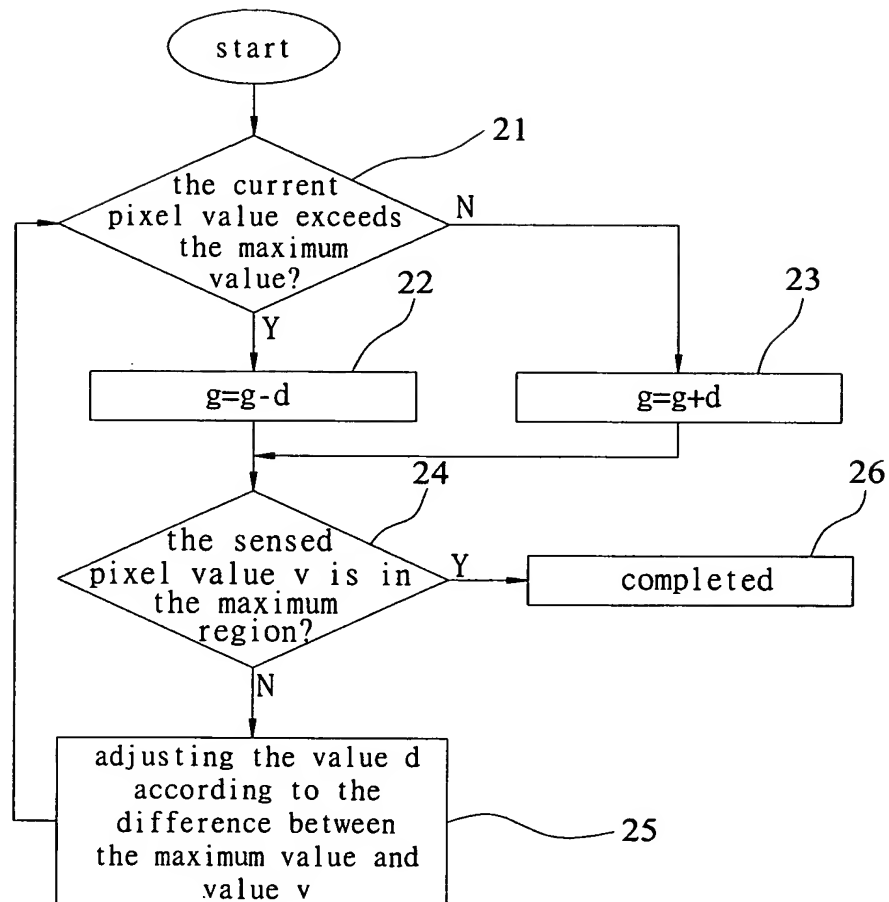 start
21
the current
pixel value exceeds
the maximum
value?
N
Y
22
23
g=g-d
g=g+d
24
26
the sensed
pixel value v is in
the maximum
region?
Y
completed
N
adjusting the value d
according to the
difference between
the maximum value and
value v
25